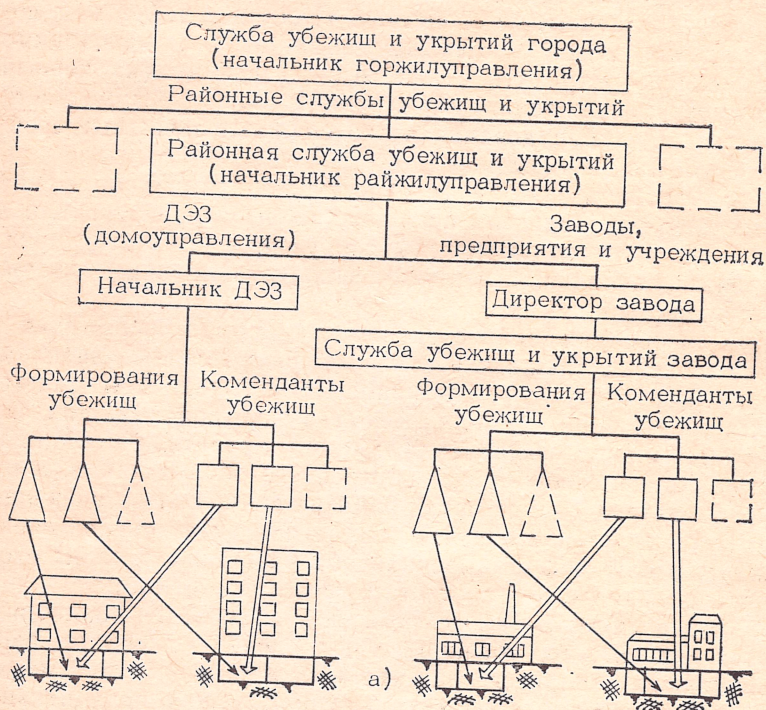 Служба убежищ и укрытий города
(начальник горжилуправления)
Районные службы убежищ и укрытий
Районная служба убежищ и укрытий
(начальник райжилуправления)
ДЭЗ
(домоуправления)
Заводы,
предприятия и учреждения
Начальник ДЭЗ
Директор завода
Служба убежищ и укрытий завода
Формирования
убежищ
Коменданты
убежищ
Формирования
убежищ
Коменданты
убежищ
а)